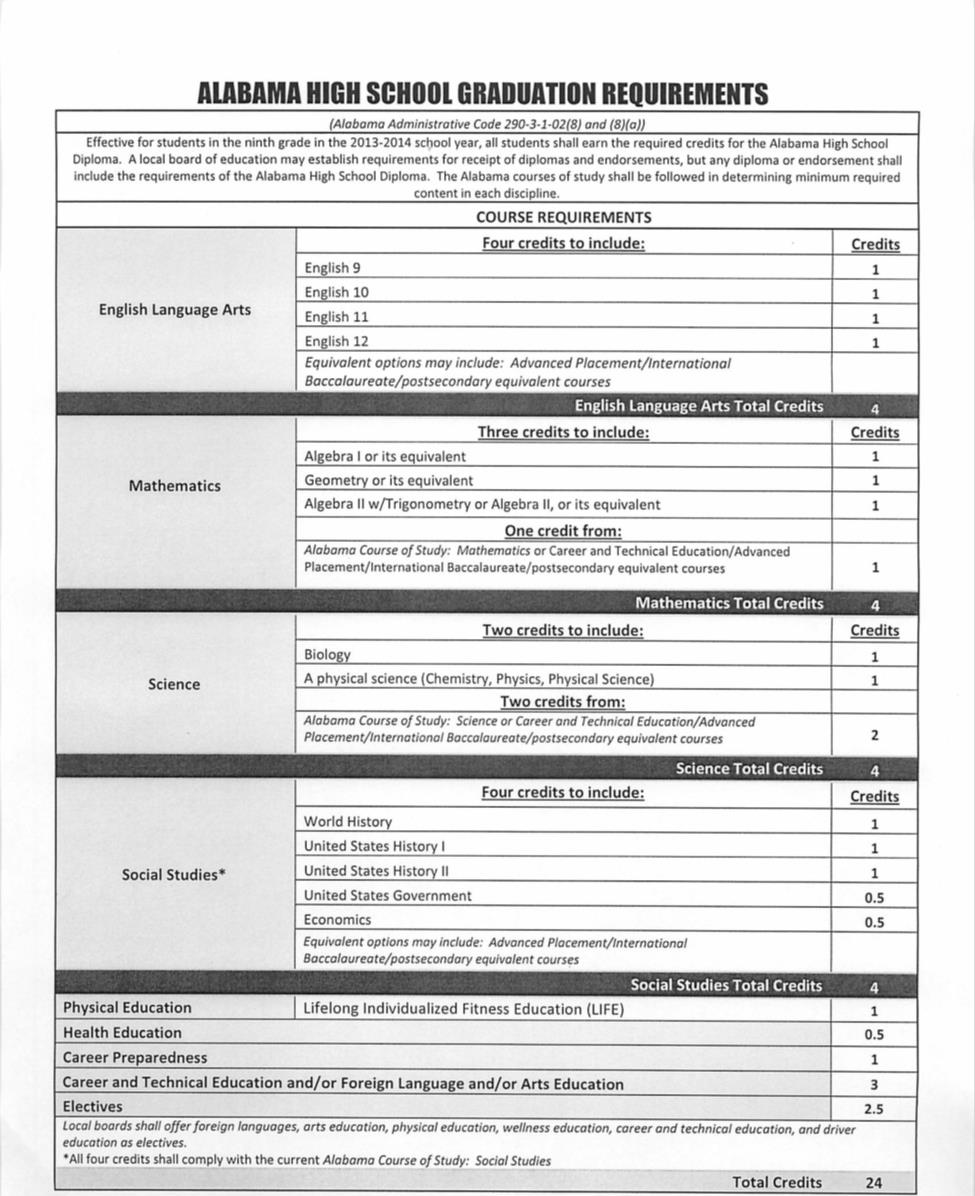 ALABAMA HIGH SCHOOL GRADUATION REQUIREMENTS
(Alabama Administrative Code 290-3-1-02(8) and (8)(a))
Effective for students in the ninth grade in the 2013-2014 school year, all students shall earn the required credits for the Alabama High School
Diploma. A local board of education may establish requirements for receipt of diplomas and endorsements, but any diploma or endorsement shall
include the requirements of the Alabama High School Diploma. The Alabama courses of study shall be followed in determining minimum required
content in each discipline.
COURSE REQUIREMENTS
English Language Arts
Four credits to include: Credits
English 9 1
English 10 1
English 11 1
English 12 1
Equivalent options may include: Advanced Placement/International
Baccalaureate/postsecondary equivalent courses
English Language Arts Total Credits 4
Mathematics
Three credits to include: Credits
Algebra I or its equivalent 1
Geometry or its equivalent 1
Algebra II w/Trigonometry or Algebra II, or its equivalent 1
One credit from:
Alabama Course of Study: Mathematics or Career and Technical Education/Advanced
Placement/International Baccalaureate/postsecondary equivalent courses 1
Mathematics Total Credits 4
Science
Two credits to include: Credits
Biology 1
A physical science (Chemistry, Physics, Physical Science) 1
Two credits from:
Alabama Course of Study: Science or Career and Technical Education/Advanced
Placement/International Baccalaureate/postsecondary equivalent courses 2
Science Total Credits 4
Social Studies*
Four credits to include: Credits
World History 1
United States History I 1
United States History II 1
United States Government 0.5
Economics 0.5
Equivalent options may include: Advanced Placement/International
Baccalaureate/postsecondary equivalent courses
Social Studies Total Credits 4
Physical Education Lifelong Individualized Fitness Education (LIFE) 1
Health Education 0.5
Career Preparedness 1
Career and Technical Education and/or Foreign Language and/or Arts Education 3
Electives 2.5
Local boards shall offer foreign languages, arts education, physical education, wellness education, career and technical education, and driver
education as electives.
*All four credits shall comply with the current Alabama Course of Study: Social Studies
Total Credits 24